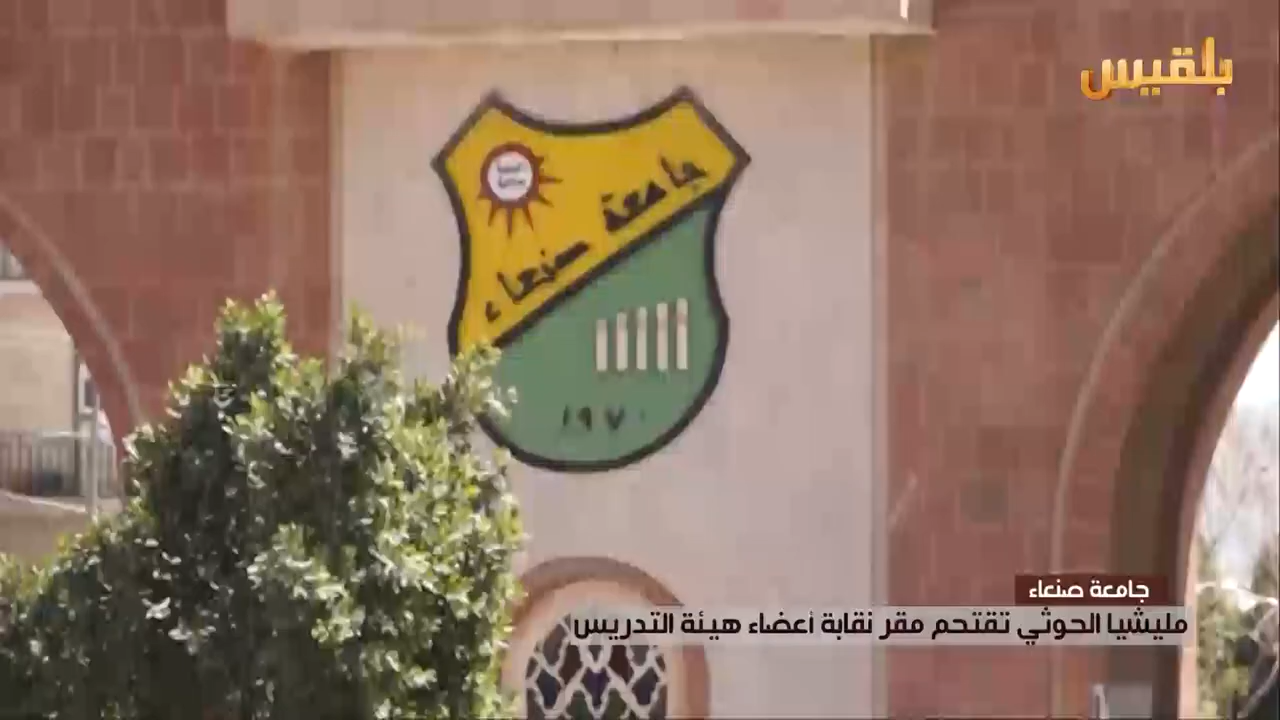 بلقيس
جامعة صنعاء
١٩٧٠
جامعة صنعاء
مليشيا الحوثي تقتحم مقر نقابة أعضاء هيئة التدريس